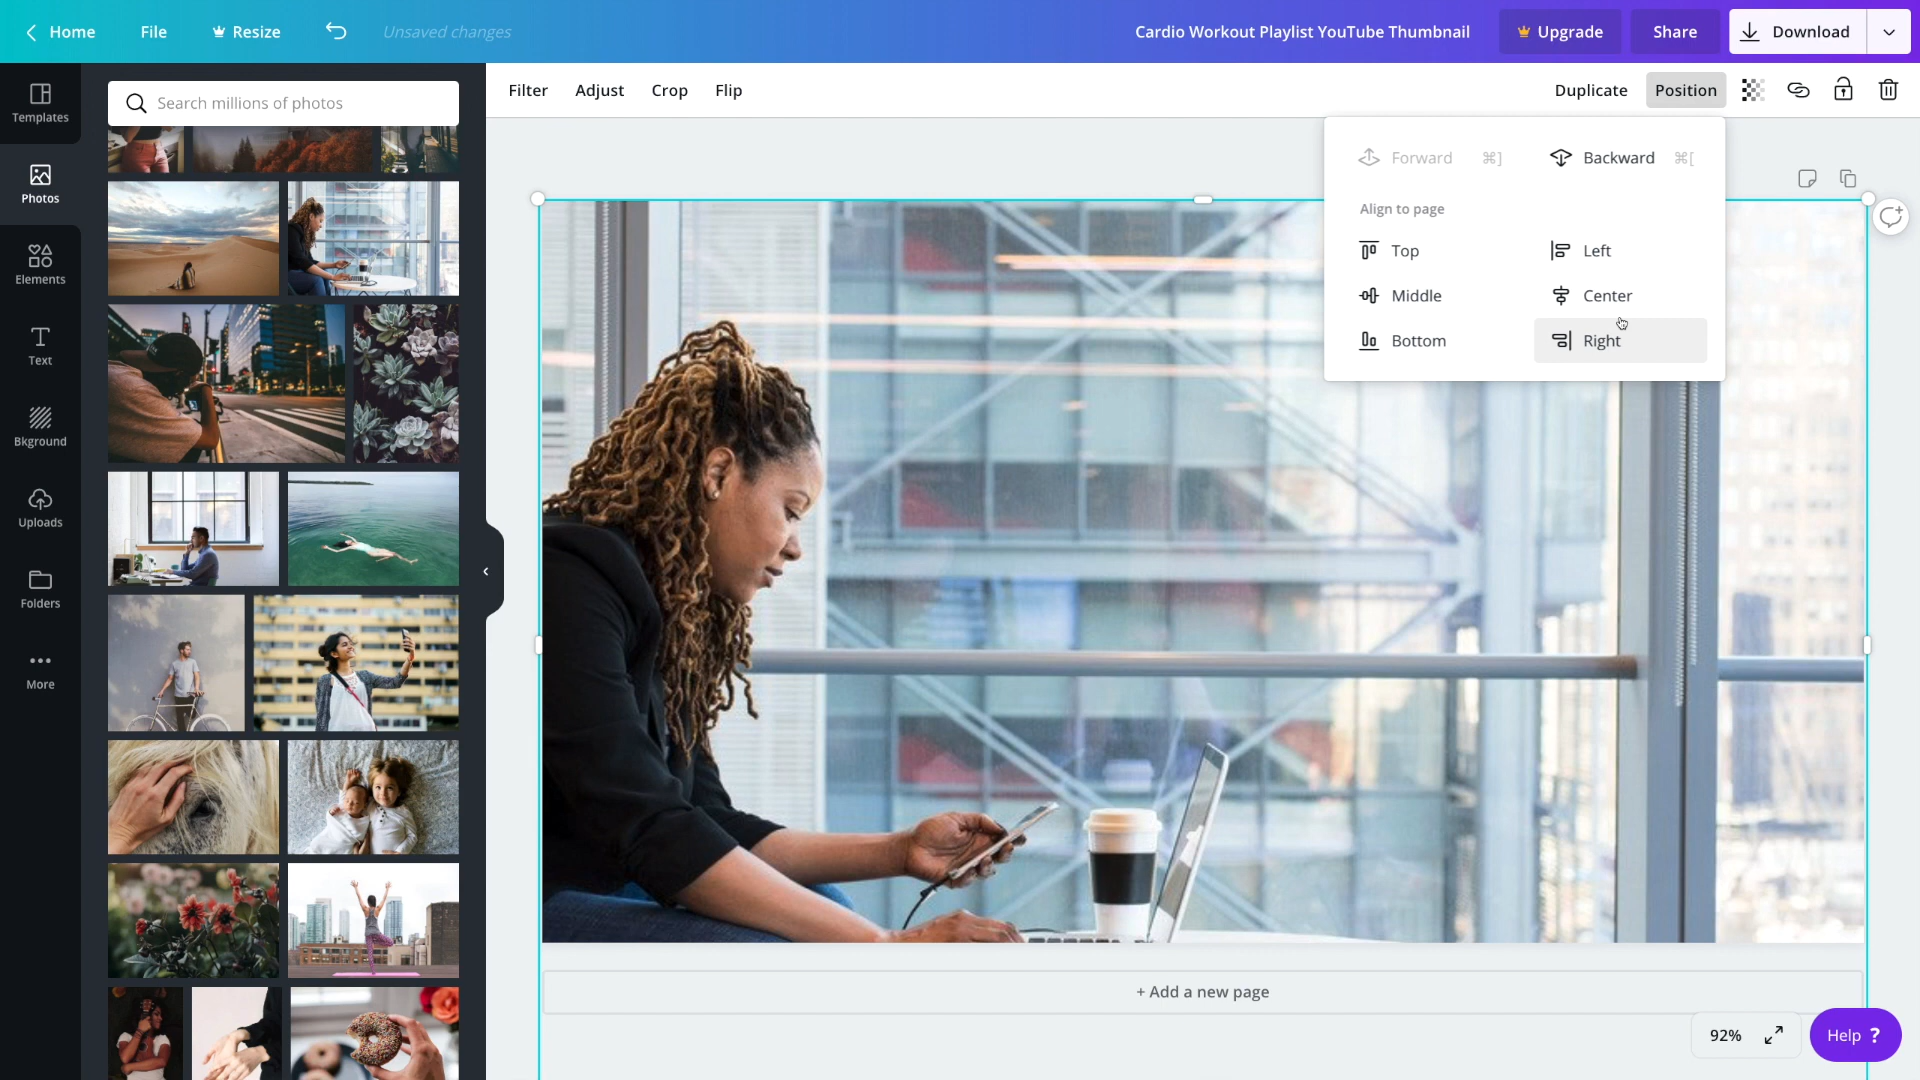 Home File Resize Unsaved changes Cardio Workout Playlist YouTube Thumbnail Upgrade Share Download
Filter Adjust Crop Flip Duplicate Position
Templates
Photos
Elements
Text
Bkground
Uploads
Folders
More
Search millions of photos
Forward ⌘] Backward ⌘[
Align to page
Top Left
Middle Center
Bottom Right
+ Add a new page
92% Help ?